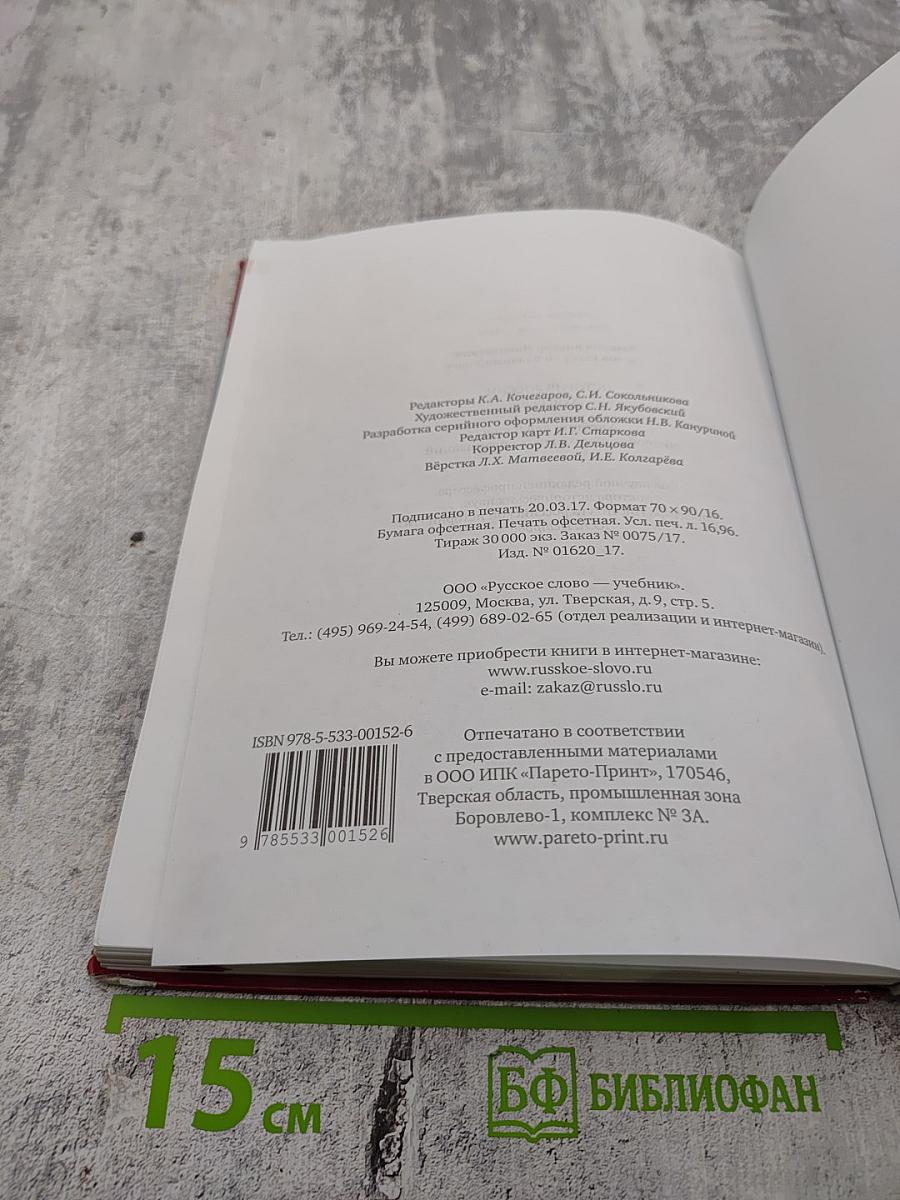 Редакторы К.А. Кочегаров, С.И. Сокольникова
Художественный редактор С.Н. Якубовский
Разработка серийного оформления обложки Н.В. Кануриной
Редактор карт И.Г. Старкова
Корректор Л.В. Дельцова
Вёрстка Л.Х. Матвеевой, И.Е. Колгарёва
Подписано в печать 20.03.17. Формат 70 × 90/16.
Бумага офсетная. Печать офсетная. Усл. печ. л. 16,96.
Тираж 30 000 экз. Заказ № 0075/17.
Изд. № 01620_17.
ООО «Русское слово — учебник».
125009, Москва, ул. Тверская, д. 9, стр. 5.
Тел.: (495) 969-24-54, (499) 689-02-65 (отдел реализации и интернет-магазин).
Вы можете приобрести книги в интернет-магазине:
www.russkoe-slovo.ru
e-mail: zakaz@russlo.ru
ISBN 978-5-533-00152-6
9 785533 001526
Отпечатано в соответствии
с предоставленными материалами
в ООО ИПК «Парето-Принт», 170546,
Тверская область, промышленная зона
Боровлево-1, комплекс № 3А.
www.pareto-print.ru
15 см
БФ БИБЛИОФАН